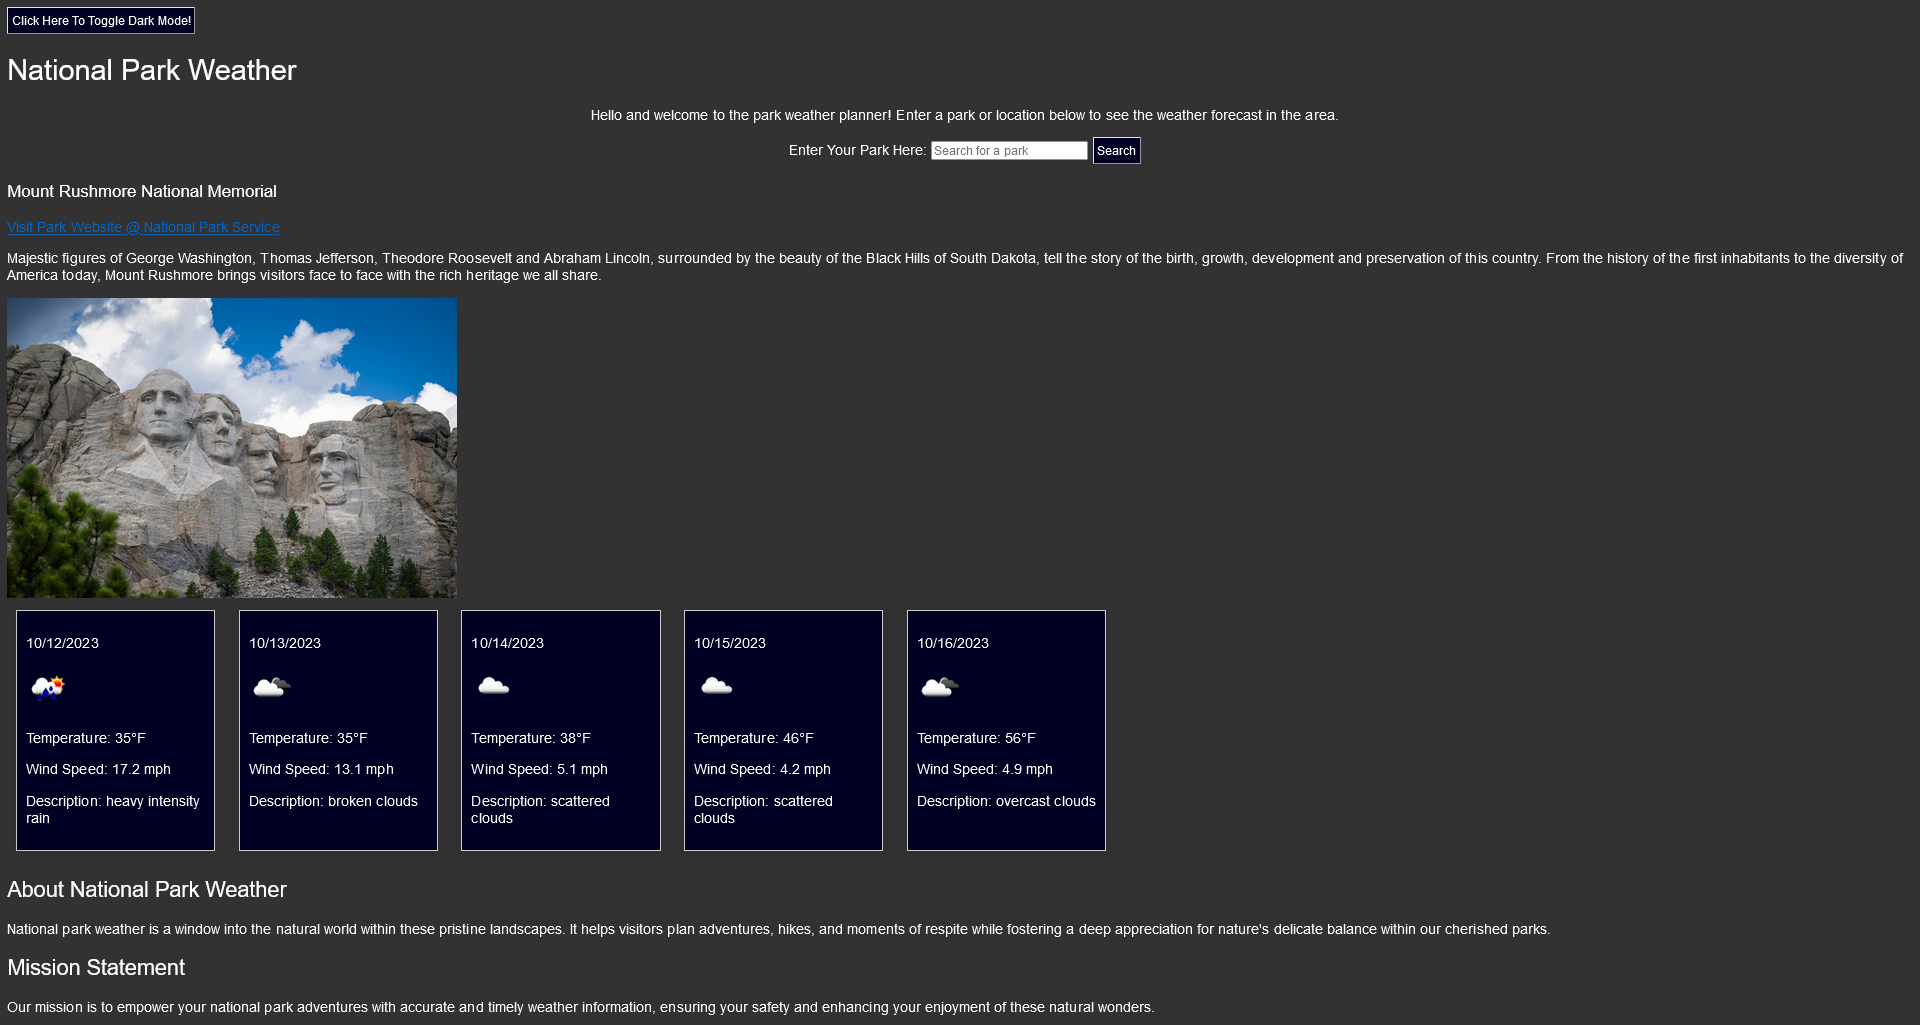 Click Here To Toggle Dark Mode!
National Park Weather
Hello and welcome to the park weather planner! Enter a park or location below to see the weather forecast in the area.
Enter Your Park Here: Search for a park Search
Mount Rushmore National Memorial
Visit Park Website @ National Park Service
Majestic figures of George Washington, Thomas Jefferson, Theodore Roosevelt and Abraham Lincoln, surrounded by the beauty of the Black Hills of South Dakota, tell the story of the birth, growth, development and preservation of this country. From the history of the first inhabitants to the diversity of
America today, Mount Rushmore brings visitors face to face with the rich heritage we all share.
10/12/2023
Temperature: 35°F
Wind Speed: 17.2 mph
Description: heavy intensity
rain
10/13/2023
Temperature: 35°F
Wind Speed: 13.1 mph
Description: broken clouds
10/14/2023
Temperature: 38°F
Wind Speed: 5.1 mph
Description: scattered
clouds
10/15/2023
Temperature: 46°F
Wind Speed: 4.2 mph
Description: scattered
clouds
10/16/2023
Temperature: 56°F
Wind Speed: 4.9 mph
Description: overcast clouds
About National Park Weather
National park weather is a window into the natural world within these pristine landscapes. It helps visitors plan adventures, hikes, and moments of respite while fostering a deep appreciation for nature's delicate balance within our cherished parks.
Mission Statement
Our mission is to empower your national park adventures with accurate and timely weather information, ensuring your safety and enhancing your enjoyment of these natural wonders.